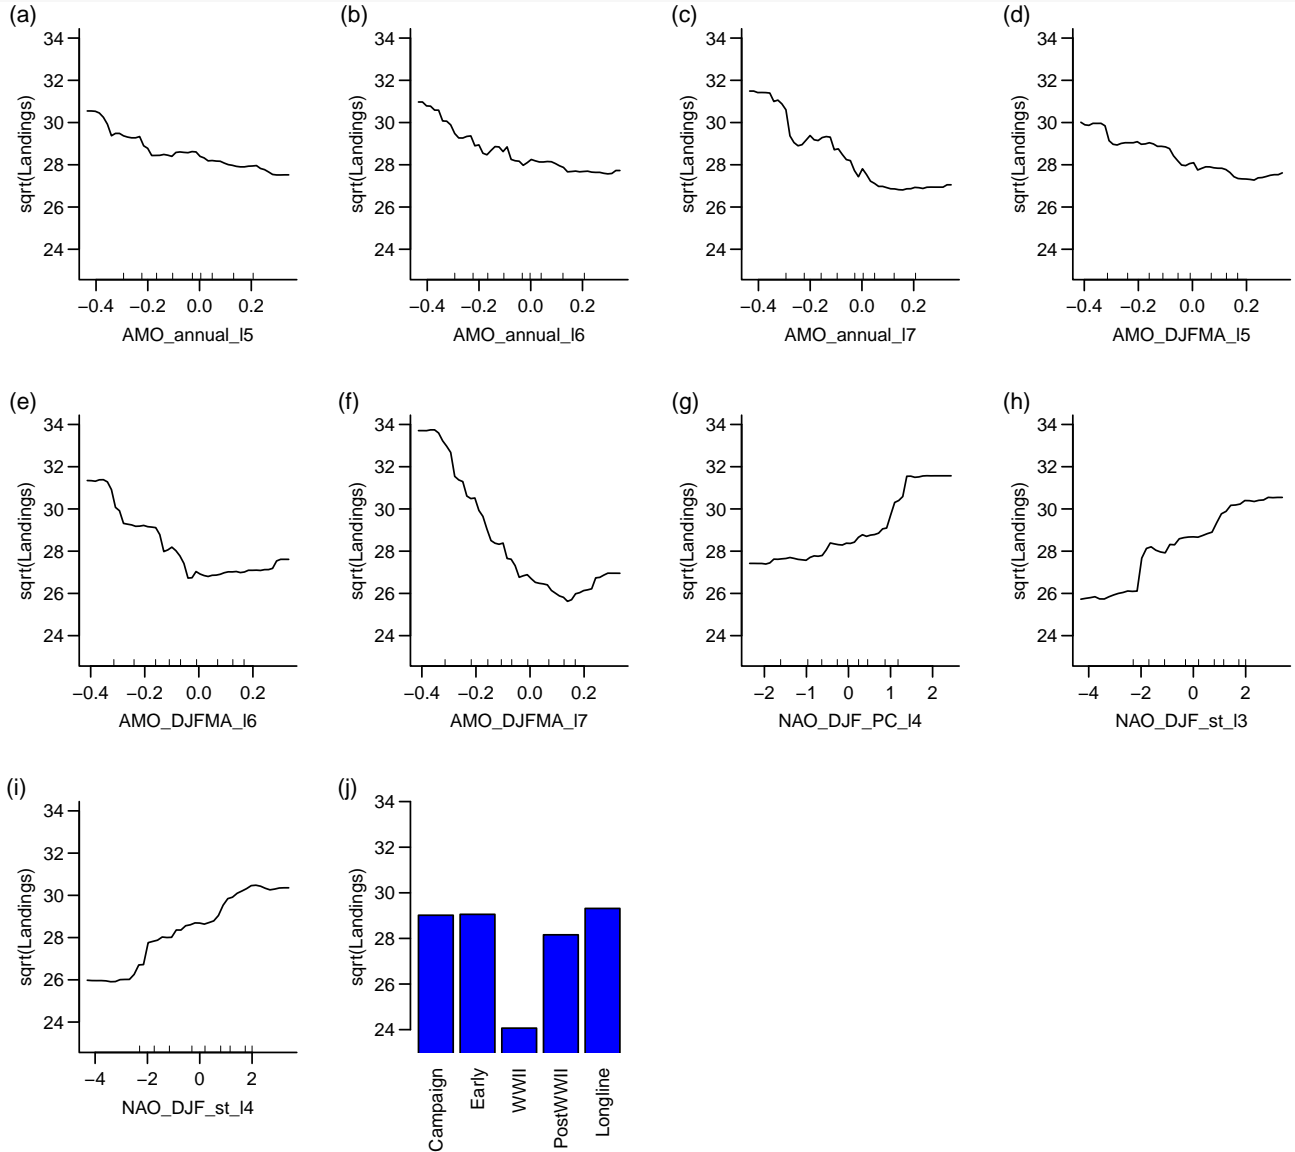 (a)
34
32
30
28
26
24
sqrt(Landings)
−0.4 −0.2 0.0 0.2
AMO_annual_l5
(b)
34
32
30
28
26
24
sqrt(Landings)
−0.4 −0.2 0.0 0.2
AMO_annual_l6
(c)
34
32
30
28
26
24
sqrt(Landings)
−0.4 −0.2 0.0 0.2
AMO_annual_l7
(d)
34
32
30
28
26
24
sqrt(Landings)
−0.4 −0.2 0.0 0.2
AMO_DJFMA_l5
(e)
34
32
30
28
26
24
sqrt(Landings)
−0.4 −0.2 0.0 0.2
AMO_DJFMA_l6
(f)
34
32
30
28
26
24
sqrt(Landings)
−0.4 −0.2 0.0 0.2
AMO_DJFMA_l7
(g)
34
32
30
28
26
24
sqrt(Landings)
−2 −1 0 1 2
NAO_DJF_PC_l4
(h)
34
32
30
28
26
24
sqrt(Landings)
−4 −2 0 2
NAO_DJF_st_l3
(i)
34
32
30
28
26
24
sqrt(Landings)
−4 −2 0 2
NAO_DJF_st_l4
(j)
34
32
30
28
26
24
sqrt(Landings)
Campaign
Early
WWII
PostWWII
Longline